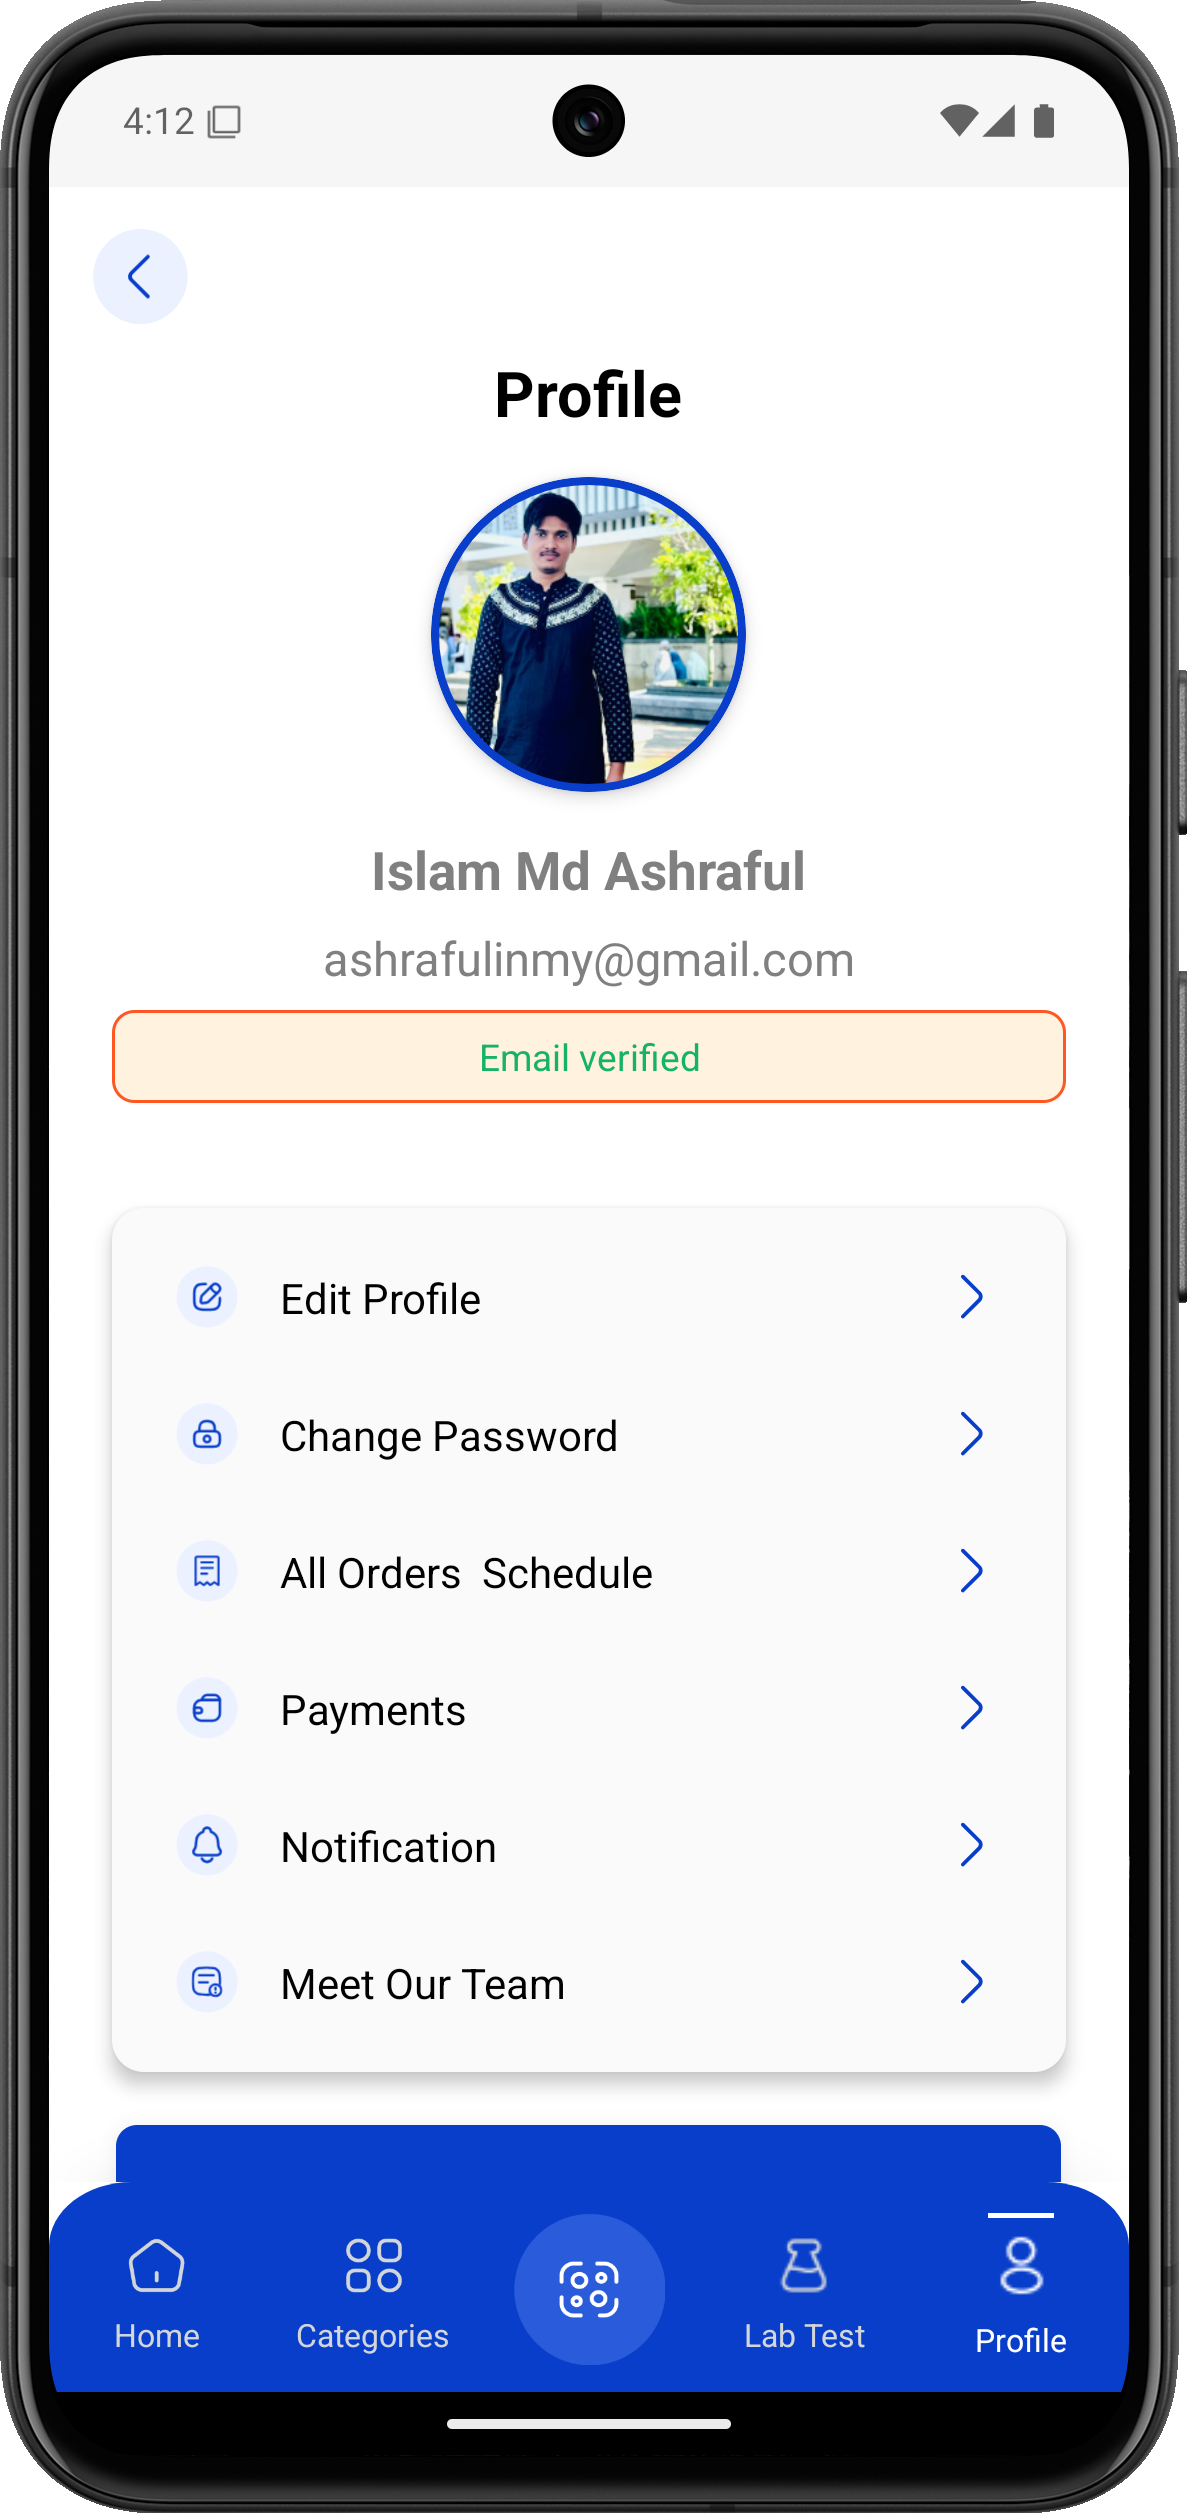 4:12
Profile
Islam Md Ashraful
ashrafulinmy@gmail.com
Email verified
Edit Profile
Change Password
All Orders  Schedule
Payments
Notification
Meet Our Team
Home
Categories
Lab Test
Profile